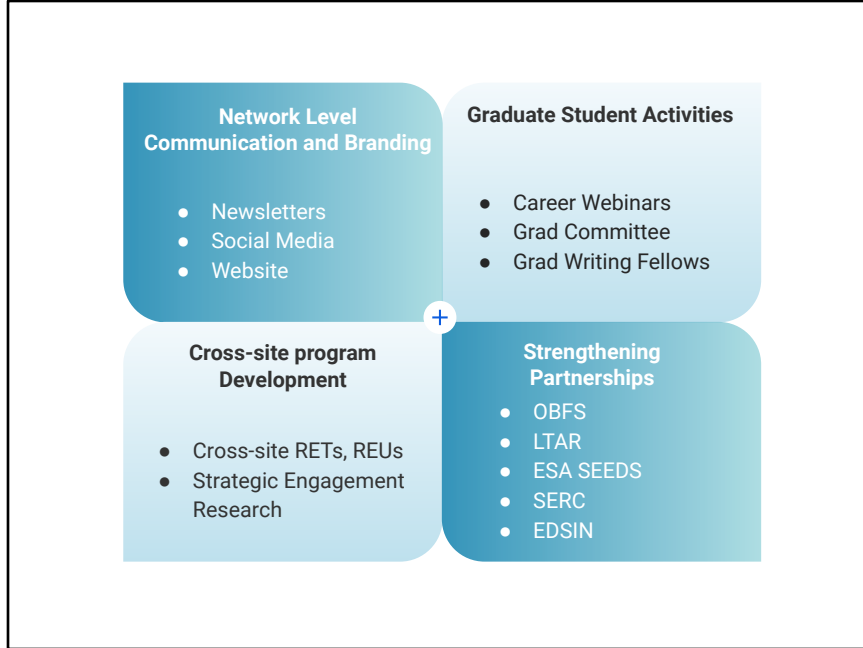 Network Level
Communication and Branding
● Newsletters
● Social Media
● Website
Graduate Student Activities
● Career Webinars
● Grad Committee
● Grad Writing Fellows
+
Cross-site program
Development
● Cross-site RETs, REUs
● Strategic Engagement
Research
Strengthening
Partnerships
● OBFS
● LTAR
● ESA SEEDS
● SERC
● EDSIN